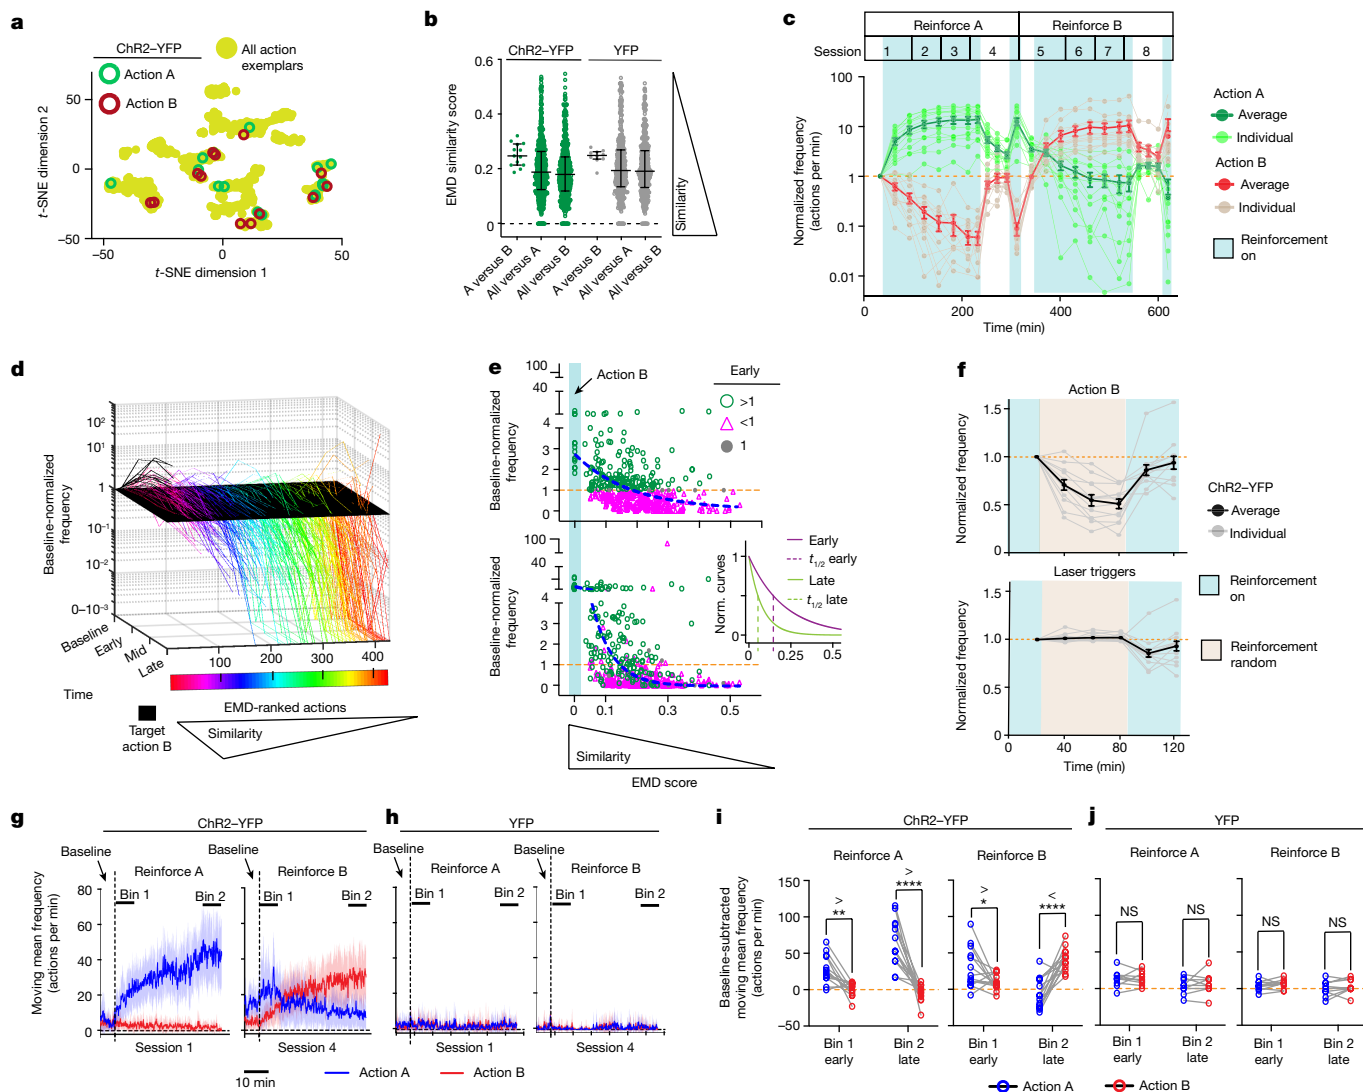 a
ChR2–YFP
Action A
Action B
All action
exemplars
t-SNE dimension 2
50
0
–50
–50
0
50
t-SNE dimension 1
b
ChR2–YFP
YFP
EMD similarity score
0.6
0.4
0.2
0
A versus B
All versus A
All versus B
A versus B
All versus A
All versus B
Similarity
c
Reinforce A
Reinforce B
Session
1
2
3
4
5
6
7
8
Normalized frequency
(actions per min)
100
10
1
0.1
0.01
0
200
400
600
Time (min)
Action A
Average
Individual
Action B
Average
Individual
Reinforcement
on
d
Baseline-normalized
frequency
10²
10¹
1
10⁻¹
10⁻²
0–10⁻³
Baseline
Early
Mid
Late
Time
100
200
300
400
EMD-ranked actions
Target
action B
Similarity
e
Action B
Early
>1
<1
1
Baseline-normalized
frequency
100
40
4
3
2
1
0
Baseline-normalized
frequency
100
40
4
3
2
1
0
0
0.1
0.3
0.5
Early
t1/2 early
Late
t1/2 late
Norm. curves
1
0
0
0.25
0.5
Similarity
EMD score
f
Action B
Normalized frequency
1.5
1.0
0.5
0
Laser triggers
Normalized frequency
1.5
1.0
0.5
0
0
40
80
120
Time (min)
ChR2–YFP
Average
Individual
Reinforcement
on
Reinforcement
random
g
ChR2–YFP
Baseline
Reinforce A
Bin 1
Bin 2
Baseline
Reinforce B
Bin 1
Bin 2
Moving mean frequency
(actions per min)
80
60
40
20
0
Session 1
Session 4
10 min
h
YFP
Baseline
Reinforce A
Bin 1
Bin 2
Baseline
Reinforce B
Bin 1
Bin 2
Session 1
Session 4
Action A
Action B
i
ChR2–YFP
Reinforce A
Reinforce B
>
**
>
****
>
*
<
****
Baseline-subtracted
moving mean frequency
(actions per min)
150
100
50
0
–50
Bin 1
early
Bin 2
late
Bin 1
early
Bin 2
late
j
YFP
Reinforce A
Reinforce B
NS
NS
NS
NS
Bin 1
early
Bin 2
late
Bin 1
early
Bin 2
late
Action A
Action B